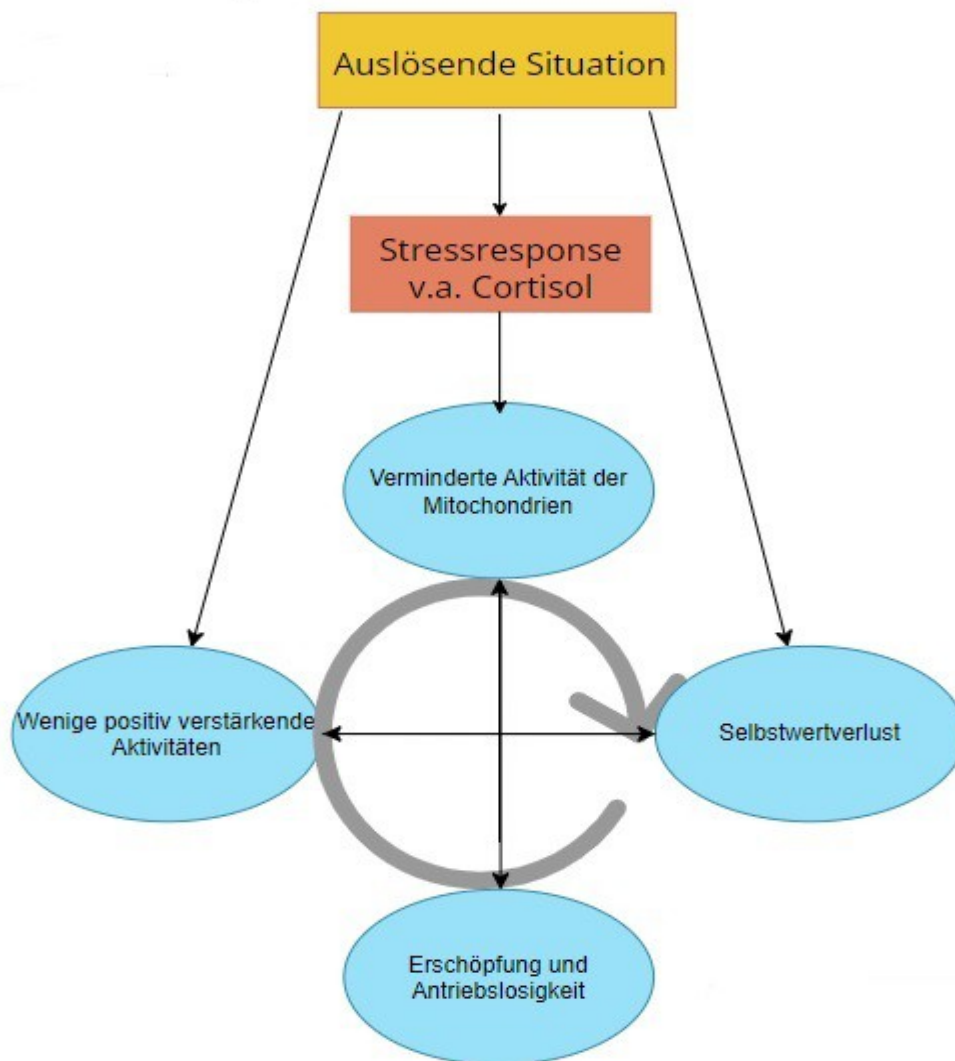 Auslösende Situation
Stressresponse
v.a. Cortisol
Verminderte Aktivität der
Mitochondrien
Wenige positiv verstärkende
Aktivitäten
Selbstwertverlust
Erschöpfung und
Antriebslosigkeit